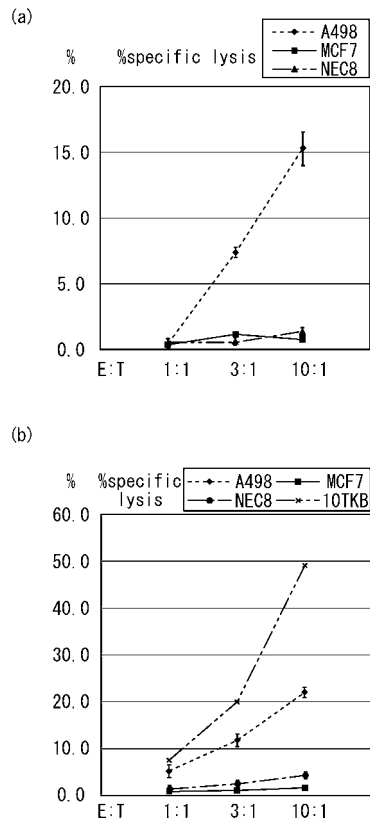 (a)
% %specific lysis
A498
MCF7
NEC8
20.0
15.0
10.0
5.0
0.0
E:T 1:1 3:1 10:1
(b)
% %specific
lysis
A498 MCF7
NEC8 10TKB
60.0
50.0
40.0
30.0
20.0
10.0
0.0
E:T 1:1 3:1 10:1